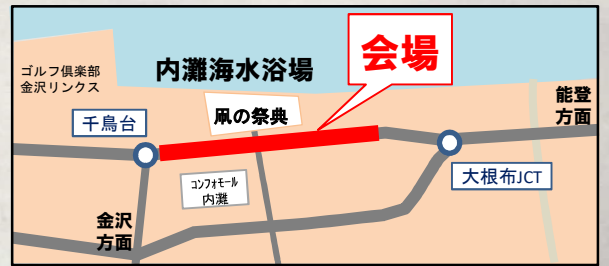 ゴルフ倶楽部
金沢リンクス
内灘海水浴場
会場
能登
方面
千鳥台
凧の祭典
大根布JCT
コンフォモール
内灘
金沢
方面